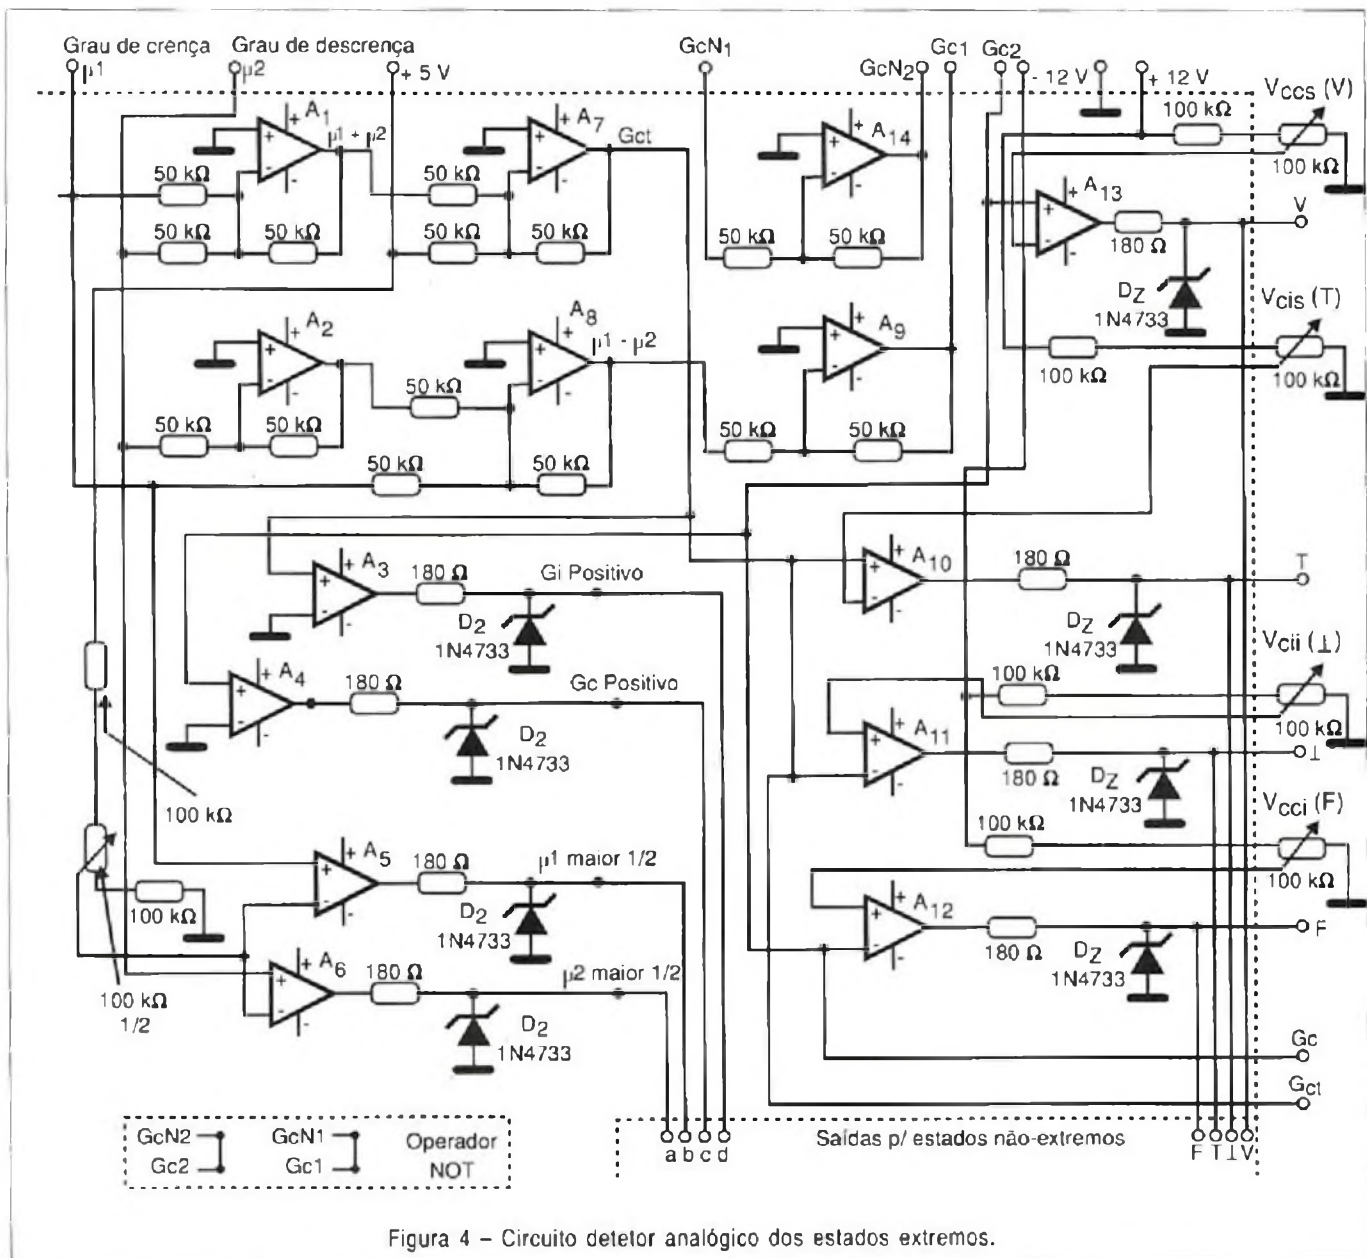 Grau de crença
Grau de descrença
µ1
µ2
+ 5 V
GcN1
GcN2
Gc1
Gc2
- 12 V
+ 12 V
100 kΩ
Vccs (V)
100 kΩ
+ A1
µ1 + µ2
+ A7
Gct
A14
A13
V
50 kΩ
50 kΩ
50 kΩ
50 kΩ
50 kΩ
50 kΩ
50 kΩ
50 kΩ
180 Ω
DZ
1N4733
Vcis (T)
100 kΩ
100 kΩ
+ A2
+ A8
µ1 - µ2
A9
50 kΩ
50 kΩ
50 kΩ
50 kΩ
50 kΩ
50 kΩ
50 kΩ
+ A3
180 Ω
Gi Positivo
D2
1N4733
+ A10
180 Ω
T
DZ
1N4733
+ A4
180 Ω
Gc Positivo
D2
1N4733
100 kΩ
Vcii (⊥)
100 kΩ
100 kΩ
+ A11
180 Ω
⊥
DZ
1N4733
+ A5
180 Ω
µ1 maior 1/2
D2
1N4733
100 kΩ
100 kΩ
Vcci (F)
100 kΩ
+ A12
180 Ω
F
DZ
1N4733
+ A6
180 Ω
µ2 maior 1/2
D2
1N4733
100 kΩ
1/2
Gc
Gct
GcN2
Gc2
GcN1
Gc1
Operador
NOT
a b c d
Saídas p/ estados não-extremos
F T ⊥ V
Figura 4 – Circuito detetor analógico dos estados extremos.